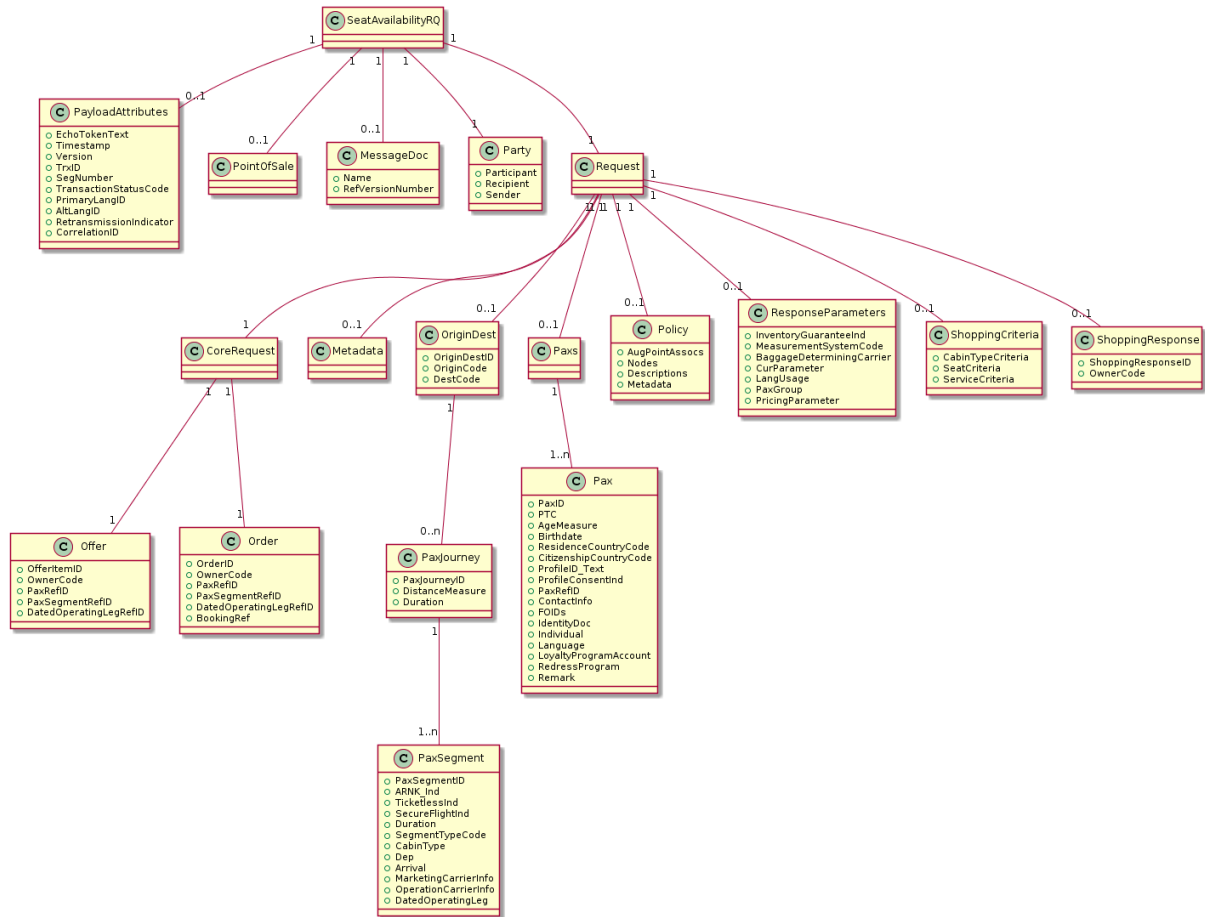 C SeatAvailabilityRQ
1
1
1
1
1
0..1
0..1
0..1
1
1
C PayloadAttributes
EchoTokenText
Timestamp
Version
TrxID
SegNumber
TransactionStatusCode
PrimaryLangID
AltLangID
RetransmissionIndicator
CorrelationID
C PointOfSale
C MessageDoc
Name
RefVersionNumber
C Party
Participant
Recipient
Sender
C Request
1
1
1
1
1
1
1
1
1
0..1
0..1
0..1
0..1
0..1
0..1
0..1
C CoreRequest
C Metadata
C OriginDest
OriginDestID
OriginCode
DestCode
C Paxs
C Policy
AugPointAssocs
Nodes
Descriptions
Metadata
C ResponseParameters
InventoryGuaranteeInd
MeasurementSystemCode
BaggageDeterminingCarrier
CurParameter
LangUsage
PaxGroup
PricingParameter
C ShoppingCriteria
CabinTypeCriteria
SeatCriteria
ServiceCriteria
C ShoppingResponse
ShoppingResponseID
OwnerCode
1
1
1
1
1
1
0..n
1..n
C Offer
OfferItemID
OwnerCode
PaxRefID
PaxSegmentRefID
DatedOperatingLegRefID
C Order
OrderID
OwnerCode
PaxRefID
PaxSegmentRefID
DatedOperatingLegRefID
BookingRef
C PaxJourney
PaxJourneyID
DistanceMeasure
Duration
C Pax
PaxID
PTC
AgeMeasure
Birthdate
ResidenceCountryCode
CitizenshipCountryCode
ProfileID_Text
ProfileConsentInd
PaxRefID
ContactInfo
FOIDs
IdentityDoc
Individual
Language
LoyaltyProgramAccount
RedressProgram
Remark
1
1..n
C PaxSegment
PaxSegmentID
ARNK_Ind
TicketlessInd
SecureFlightInd
Duration
SegmentTypeCode
CabinType
Dep
Arrival
MarketingCarrierInfo
OperationCarrierInfo
DatedOperatingLeg